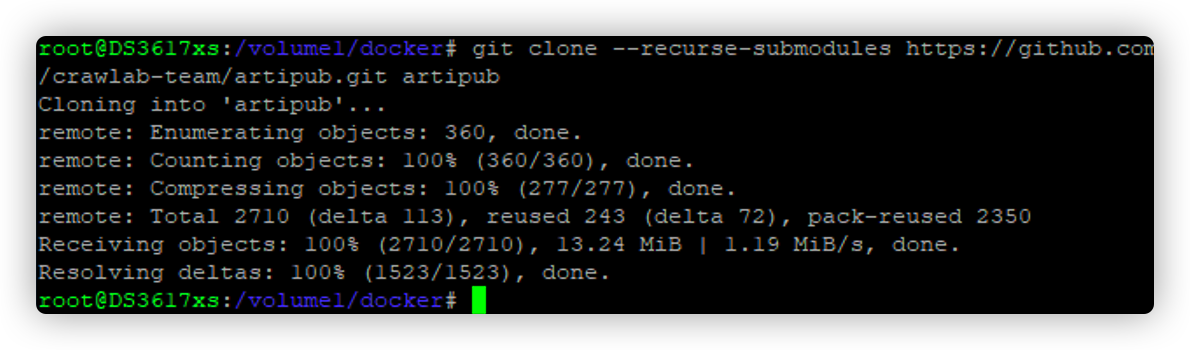 root@DS3617xs:/volume1/docker# git clone --recurse-submodules https://github.com
/crawlab-team/artipub.git artipub
Cloning into 'artipub'...
remote: Enumerating objects: 360, done.
remote: Counting objects: 100% (360/360), done.
remote: Compressing objects: 100% (277/277), done.
remote: Total 2710 (delta 113), reused 243 (delta 72), pack-reused 2350
Receiving objects: 100% (2710/2710), 13.24 MiB | 1.19 MiB/s, done.
Resolving deltas: 100% (1523/1523), done.
root@DS3617xs:/volume1/docker#